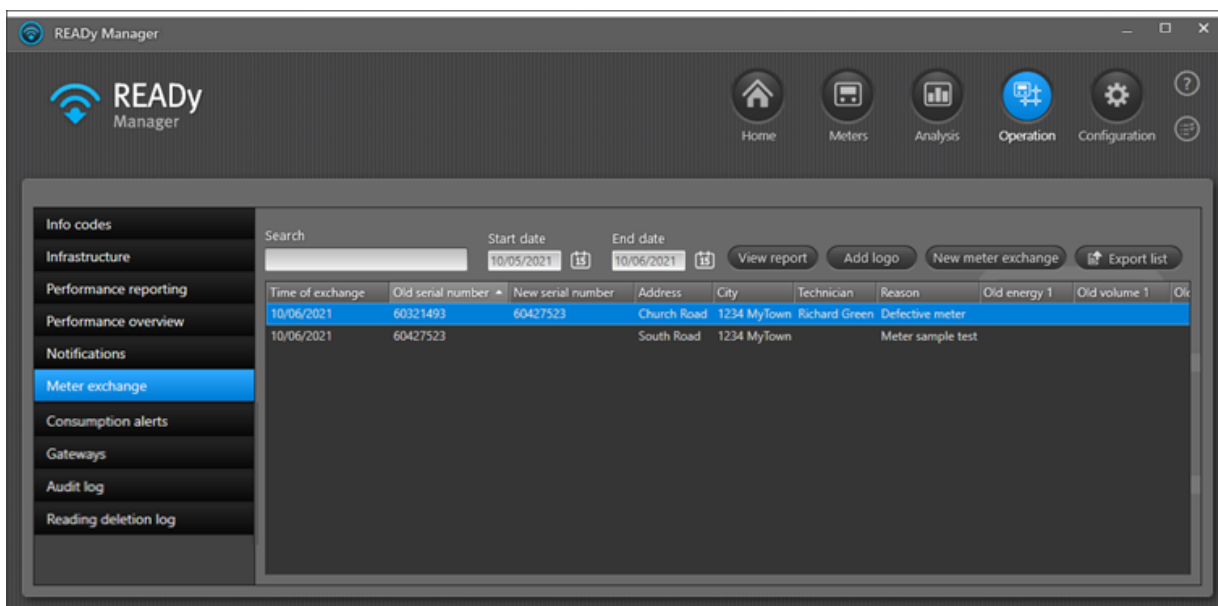 READy Manager
READy
Manager
Home Meters Analysis Operation Configuration
?
Info codes
Infrastructure
Performance reporting
Performance overview
Notifications
Meter exchange
Consumption alerts
Gateways
Audit log
Reading deletion log
Search Start date End date
10/05/2021 15 10/06/2021 15 View report Add logo New meter exchange Export list
Time of exchange Old serial number New serial number Address City Technician Reason Old energy 1 Old volume 1 Old
10/06/2021 60321493 60427523 Church Road 1234 MyTown Richard Green Defective meter
10/06/2021 60427523 South Road 1234 MyTown Meter sample test